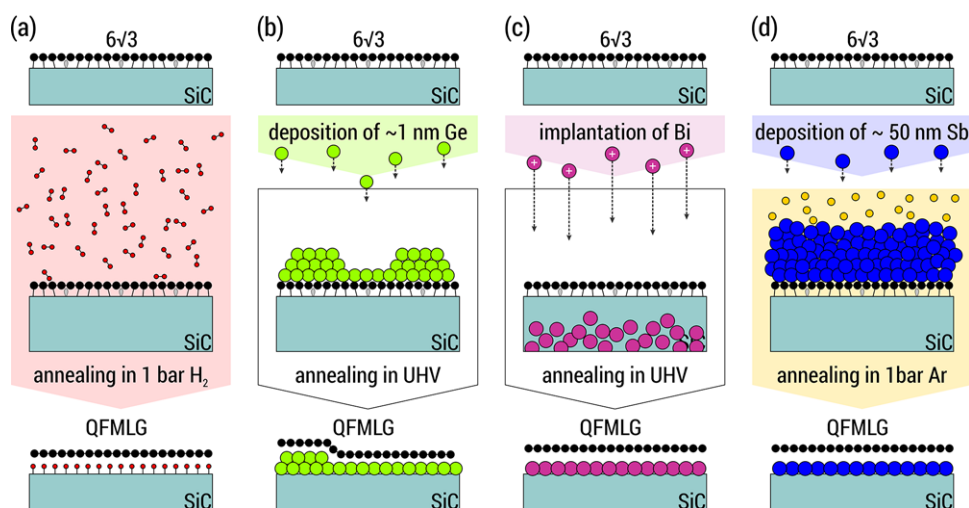 (a)
6√3
SiC
SiC
annealing in 1 bar H₂
QFMLG
SiC
(b)
6√3
SiC
deposition of ~1 nm Ge
SiC
annealing in UHV
QFMLG
SiC
(c)
6√3
SiC
implantation of Bi
+ + + + +
SiC
annealing in UHV
QFMLG
SiC
(d)
6√3
SiC
deposition of ~ 50 nm Sb
SiC
annealing in 1bar Ar
QFMLG
SiC